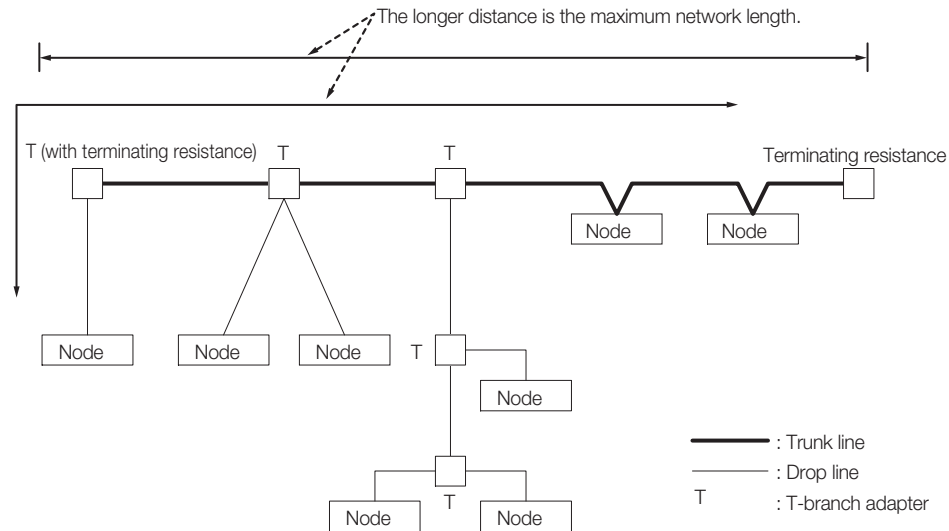 The longer distance is the maximum network length.
T (with terminating resistance)
T
T
Terminating resistance
Node
Node
Node
Node
Node
T
Node
T
Node
Node
: Trunk line
: Drop line
T : T-branch adapter